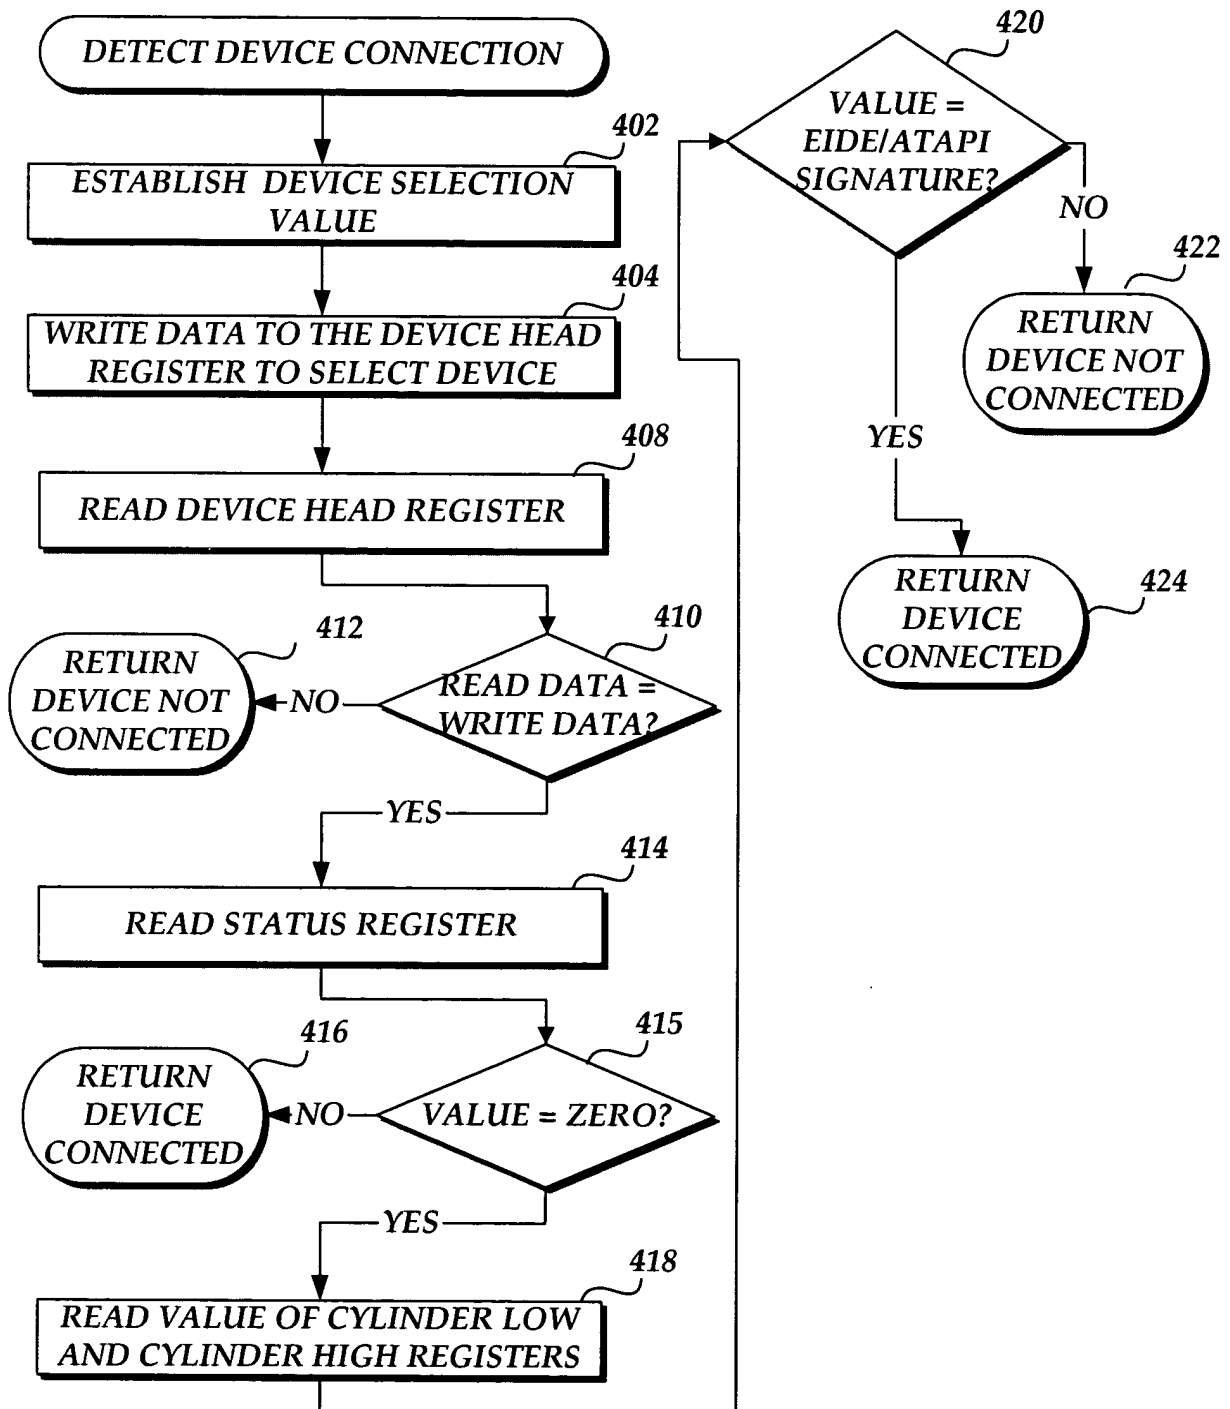 DETECT DEVICE CONNECTION
402
ESTABLISH DEVICE SELECTION
VALUE
404
WRITE DATA TO THE DEVICE HEAD
REGISTER TO SELECT DEVICE
408
READ DEVICE HEAD REGISTER
410
READ DATA =
WRITE DATA?
NO
412
RETURN
DEVICE NOT
CONNECTED
YES
414
READ STATUS REGISTER
415
VALUE = ZERO?
NO
416
RETURN
DEVICE
CONNECTED
YES
418
READ VALUE OF CYLINDER LOW
AND CYLINDER HIGH REGISTERS
420
VALUE =
EIDE/ATAPI
SIGNATURE?
NO
422
RETURN
DEVICE NOT
CONNECTED
YES
424
RETURN
DEVICE
CONNECTED